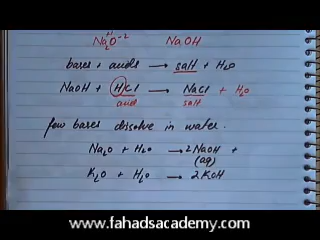 Na₂O⁻² NaOH
bases + acids → salt + H₂O
NaOH + HCl → NaCl + H₂O
acid salt
few bases dissolve in water.
Na₂O + H₂O → 2NaOH +
(aq)
K₂O + H₂O → 2KOH
www.fahadsacademy.com